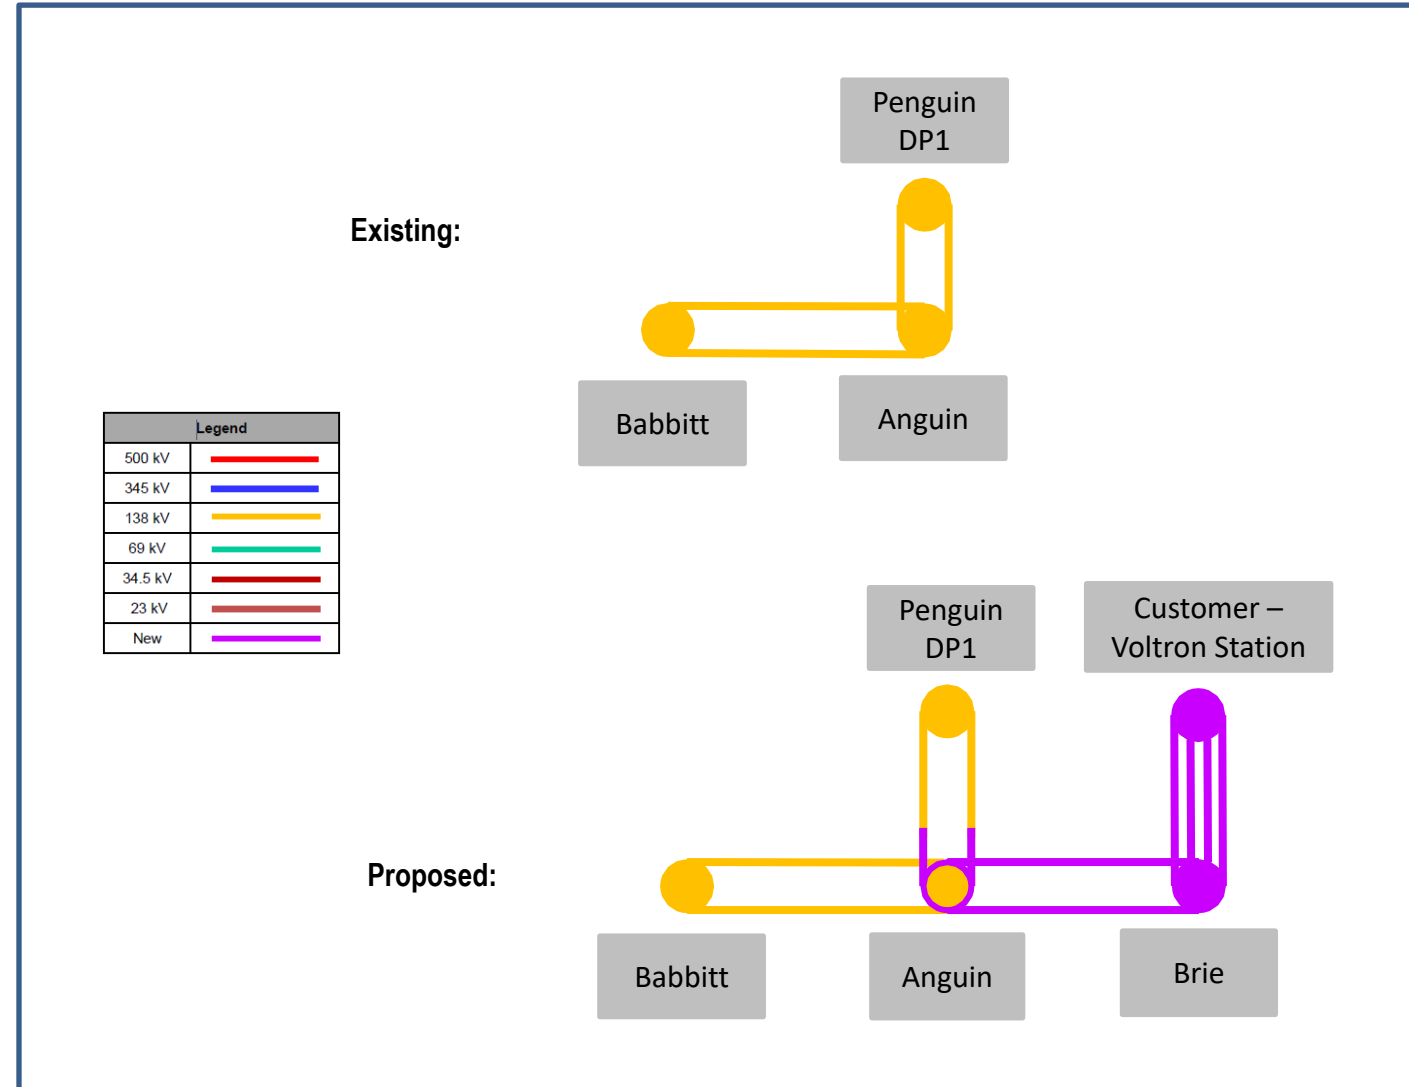 Penguin
DP1
Existing:
Babbitt
Anguin
Legend
500 kV
345 kV
138 kV
69 kV
34.5 kV
23 kV
New
Penguin
DP1
Customer –
Voltron Station
Proposed:
Babbitt
Anguin
Brie